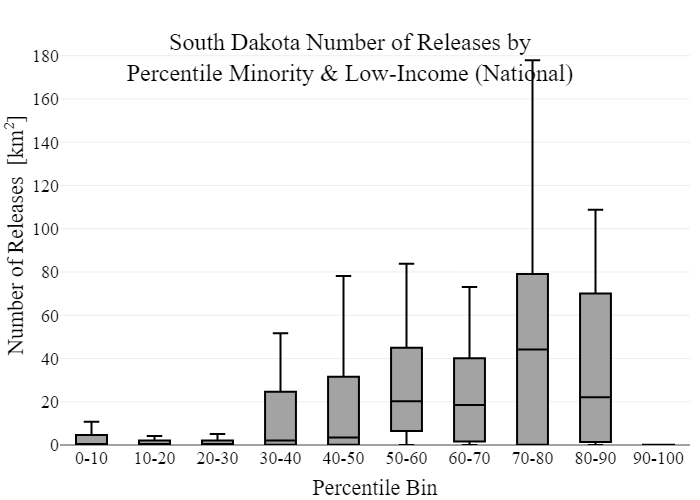 South Dakota Number of Releases by
Percentile Minority & Low-Income (National)
Number of Releases [km²]
180
160
140
120
100
80
60
40
20
0
0-10 10-20 20-30 30-40 40-50 50-60 60-70 70-80 80-90 90-100
Percentile Bin